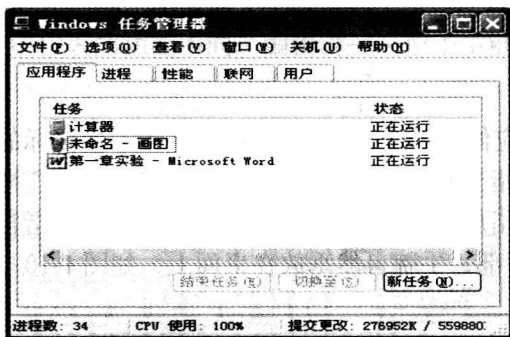 Windows 任务管理器
文件(F) 选项(O) 查看(V) 窗口(W) 关机(U) 帮助(H)
应用程序 进程 性能 联网 用户
任务 状态
计算器 正在运行
未命名 - 画图 正在运行
第一章实验 - Microsoft Word 正在运行
结束任务(E) 切换至(S) 新任务(N)...
进程数: 34 CPU 使用: 100% 提交更改: 276952K / 559880